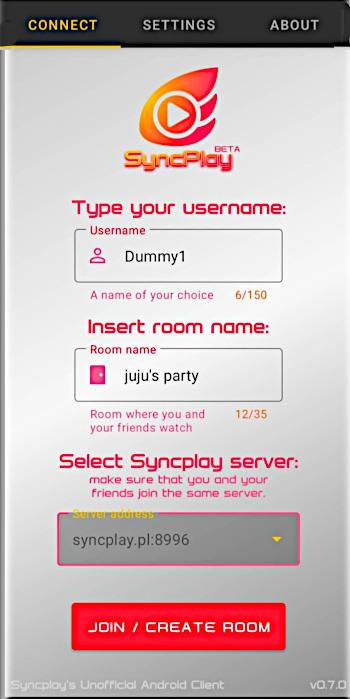 CONNECT SETTINGS ABOUT
BETA
SyncPlay
Type your username:
Username
Dummy1
A name of your choice 6/150
Insert room name:
Room name
juju's party
Room where you and 12/35
your friends watch
Select Syncplay server:
make sure that you and your
friends join the same server.
Server address
syncplay.pl:8996
JOIN / CREATE ROOM
Syncplay's Unofficial Android Client v0.7.0